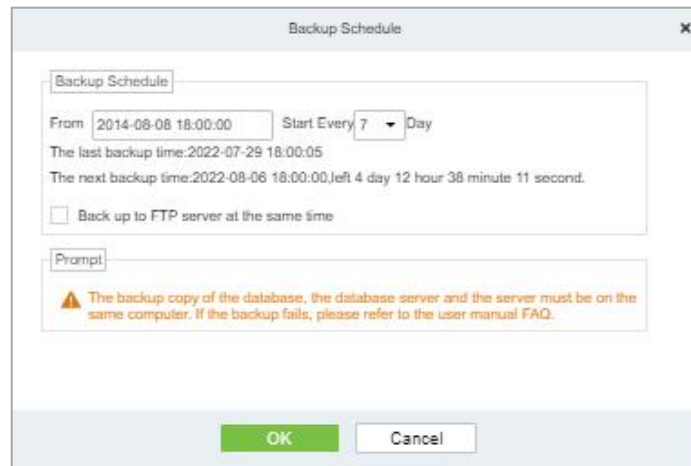 Backup Schedule
Backup Schedule
From 2014-08-08 18:00:00 Start Every 7 Day
The last backup time:2022-07-29 18:00:05
The next backup time:2022-08-06 18:00:00,left 4 day 12 hour 38 minute 11 second.
Back up to FTP server at the same time
Prompt
The backup copy of the database, the database server and the server must be on the
same computer. If the backup fails, please refer to the user manual FAQ.
OK Cancel